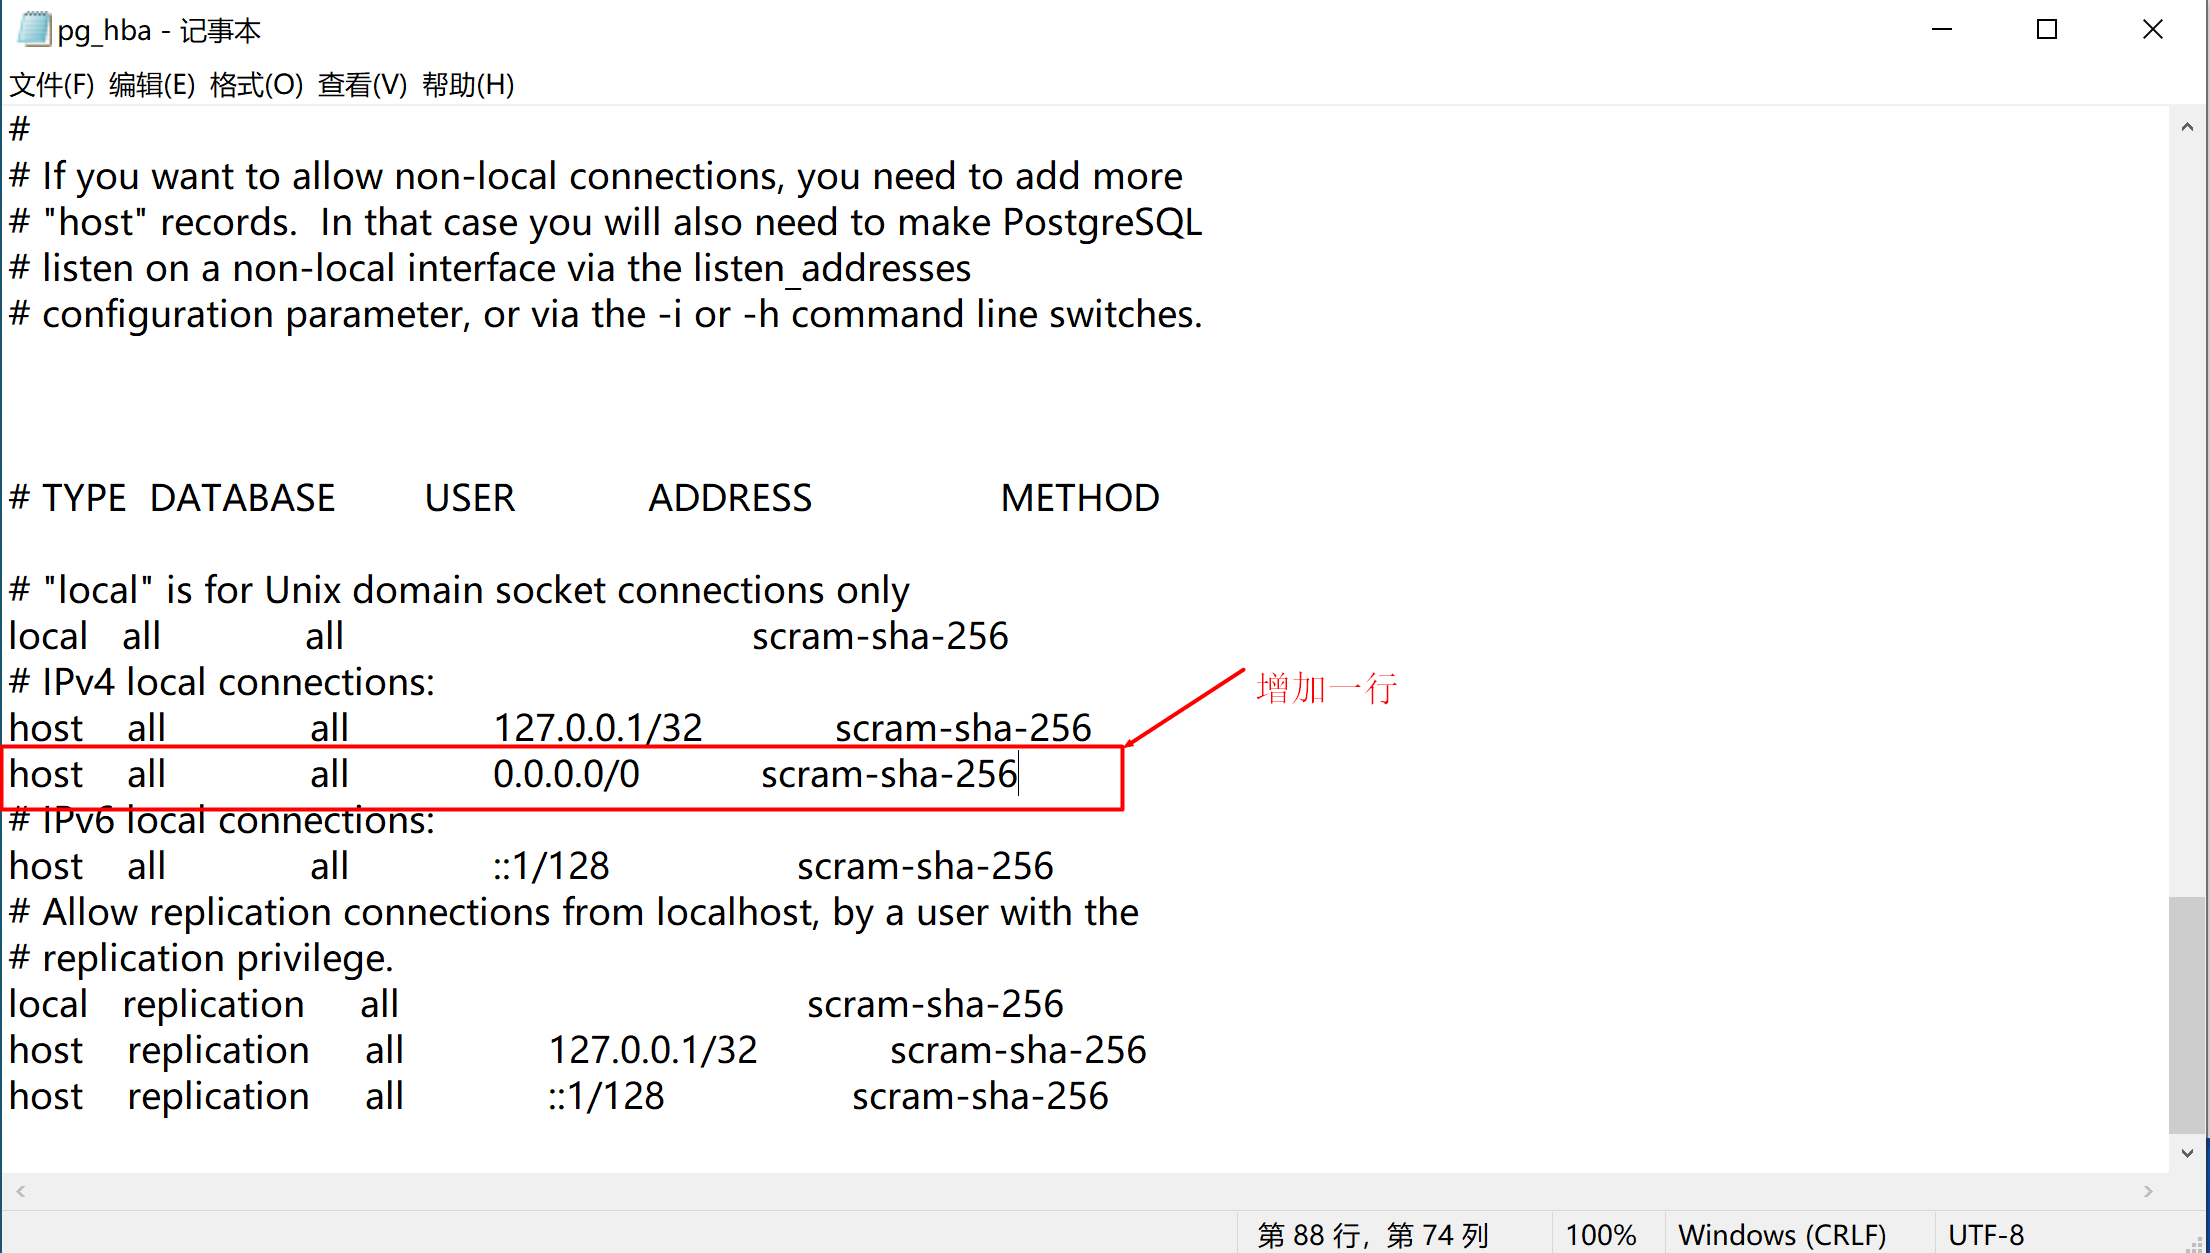 pg_hba - 记事本
文件(F) 编辑(E) 格式(O) 查看(V) 帮助(H)
#
# If you want to allow non-local connections, you need to add more
# "host" records.  In that case you will also need to make PostgreSQL
# listen on a non-local interface via the listen_addresses
# configuration parameter, or via the -i or -h command line switches.
# TYPE  DATABASE        USER            ADDRESS                 METHOD
# "local" is for Unix domain socket connections only
local   all             all                                     scram-sha-256
# IPv4 local connections:
增加一行
host    all             all             127.0.0.1/32            scram-sha-256
host    all             all             0.0.0.0/0           scram-sha-256
# IPv6 local connections:
host    all             all             ::1/128                 scram-sha-256
# Allow replication connections from localhost, by a user with the
# replication privilege.
local   replication     all                                     scram-sha-256
host    replication     all             127.0.0.1/32            scram-sha-256
host    replication     all             ::1/128                 scram-sha-256
第 88 行，第 74 列 100% Windows (CRLF) UTF-8